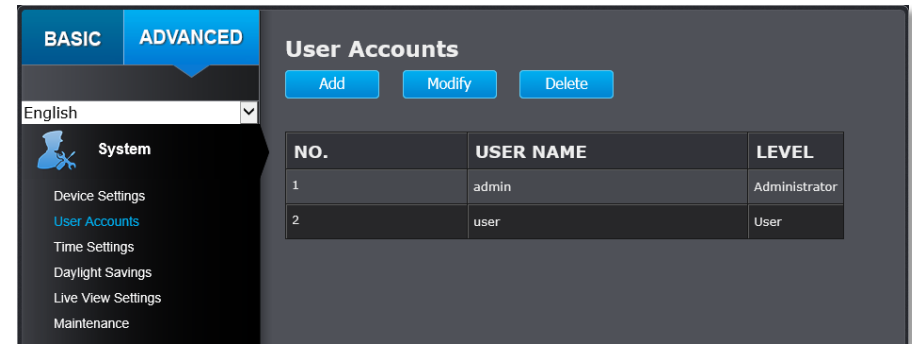 BASIC ADVANCED
English
System
Device Settings
User Accounts
Time Settings
Daylight Savings
Live View Settings
Maintenance
User Accounts
Add Modify Delete
NO. USER NAME LEVEL
1 admin Administrator
2 user User